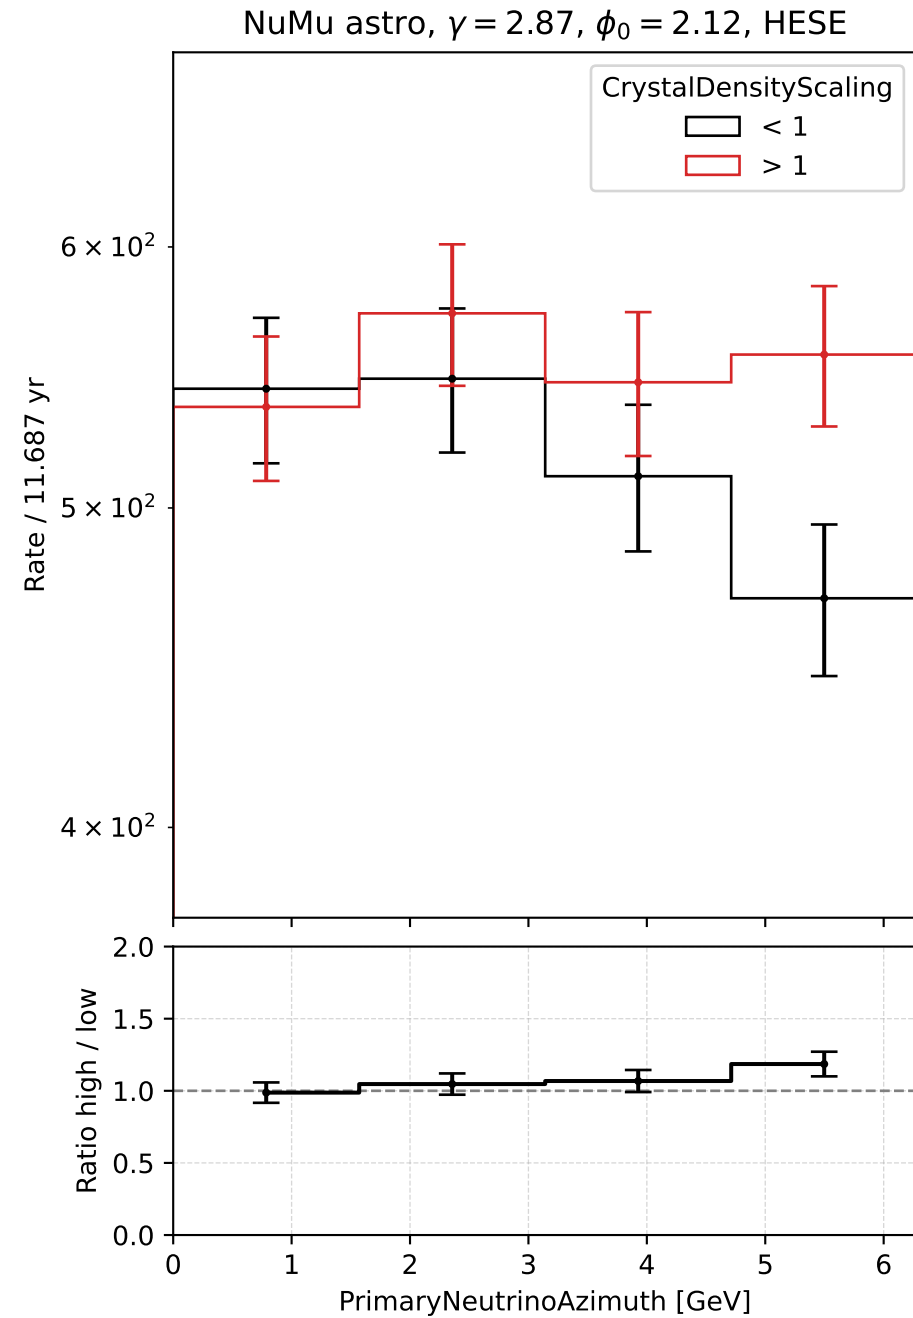 NuMu astro, γ = 2.87, ϕ₀ = 2.12, HESE
CrystalDensityScaling
< 1
> 1
6 × 10²
5 × 10²
4 × 10²
Rate / 11.687 yr
2.0
1.5
1.0
0.5
0.0
Ratio high / low
0 1 2 3 4 5 6
PrimaryNeutrinoAzimuth [GeV]